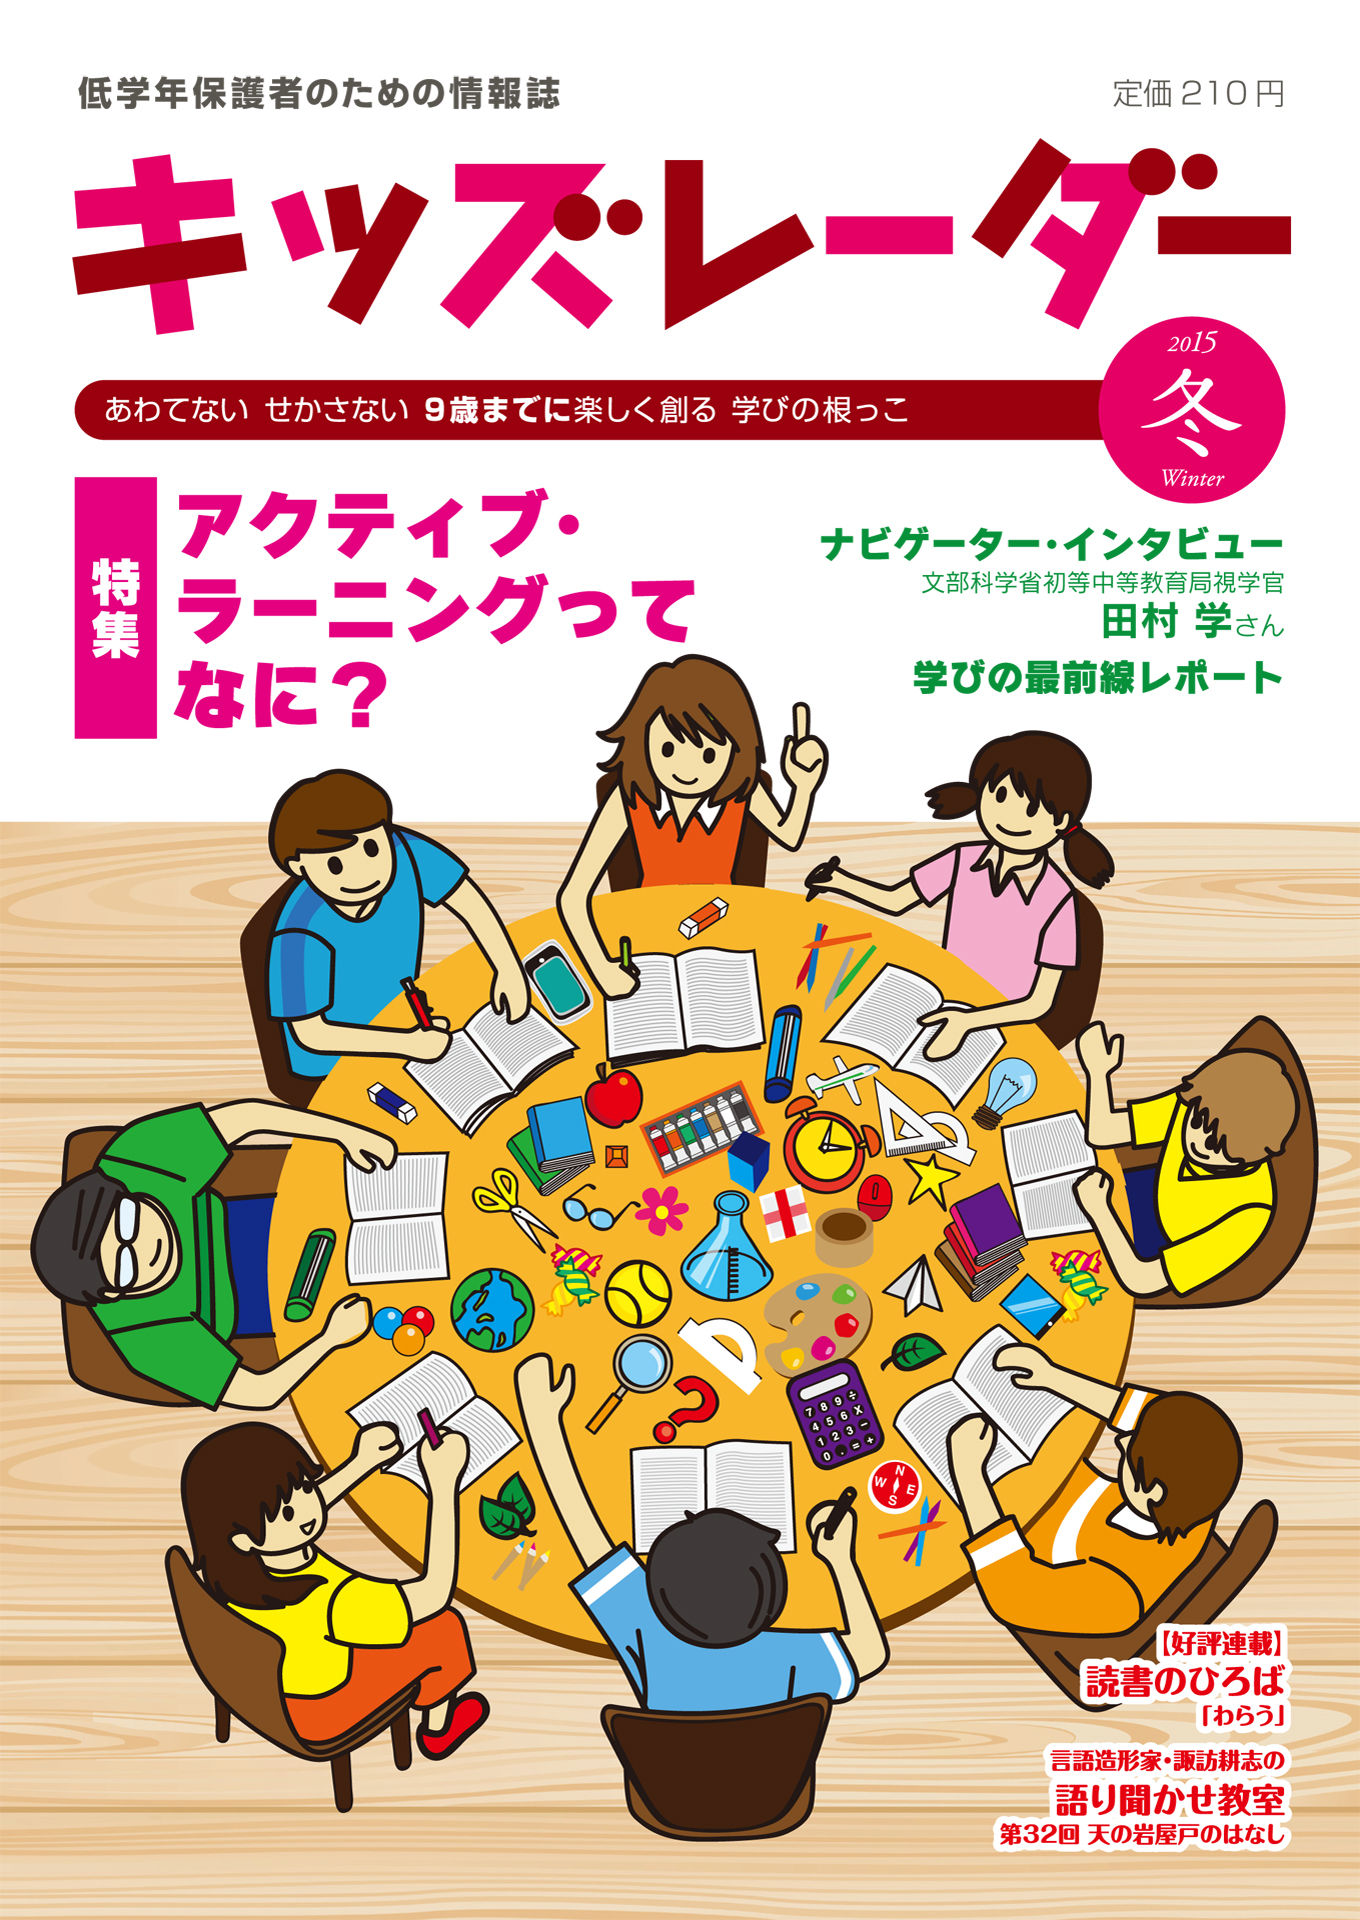 低学年保護者のための情報誌
定価 210 円
キッズレーダー
2015
冬
Winter
あわてない せかさない 9歳までに楽しく創る 学びの根っこ
特集
アクティブ・
ラーニングって
なに？
ナビゲーター・インタビュー
文部科学省初等中等教育局視学官
田村 学さん
学びの最前線レポート
7 8 9 ÷
4 5 6 X
1 2 3 −
0 . = +
N
W E
S
【好評連載】
読書のひろば
「わらう」
言語造形家・諏訪耕志の
語り聞かせ教室
第32回 天の岩屋戸のはなし